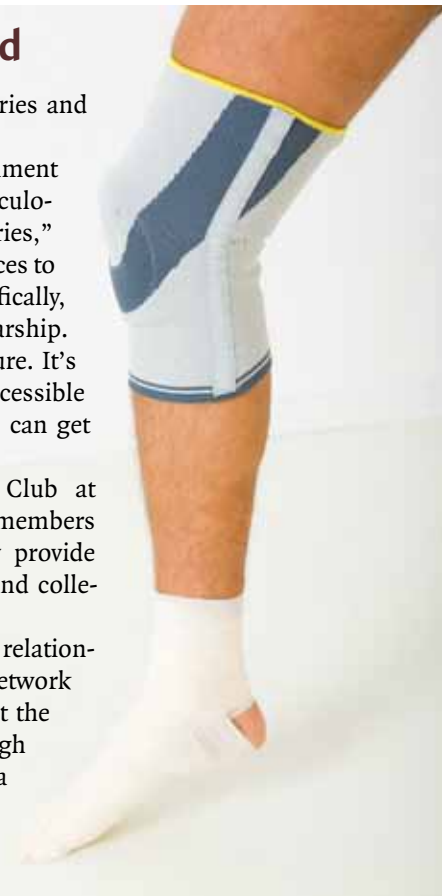 d
ries and
ment
culo-
ries,”
ces to
fically,
arship.
ure. It’s
cessible
can get
Club at
members
provide
nd colle-
relation-
etwork
t the
gh
a